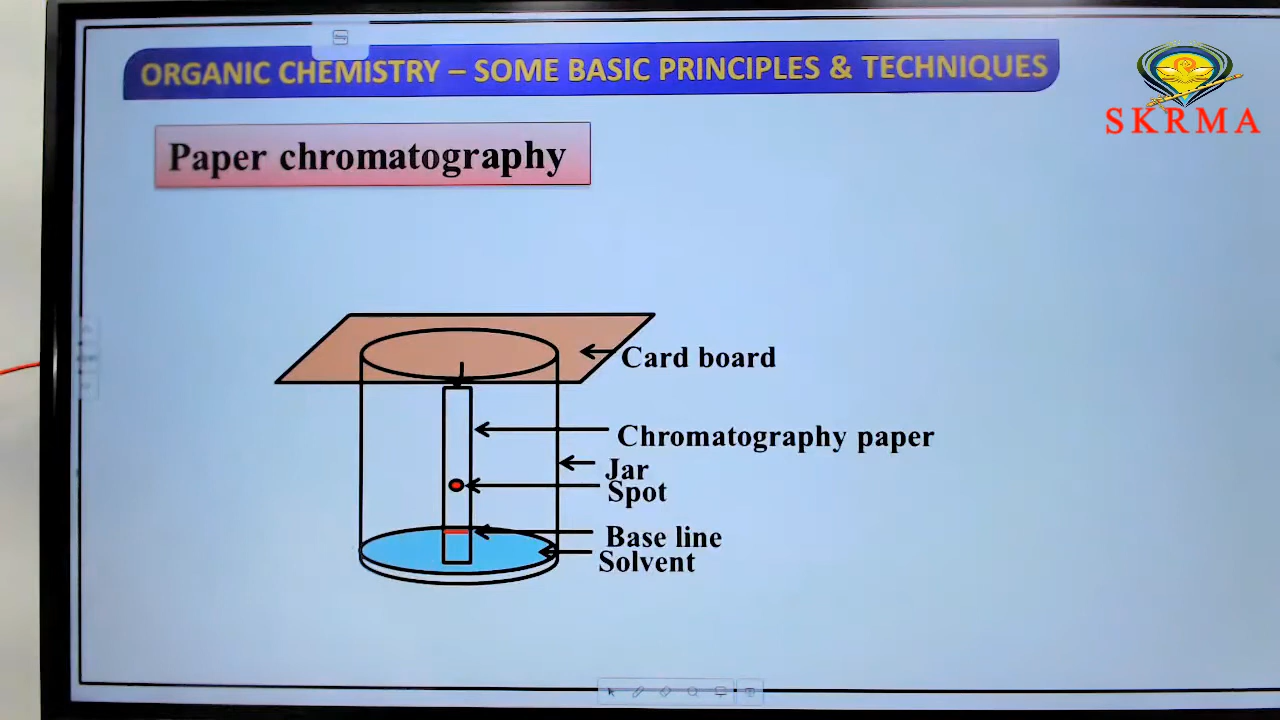 ORGANIC CHEMISTRY – SOME BASIC PRINCIPLES & TECHNIQUES
SKRMA
Paper chromatography
Card board
Chromatography paper
Jar
Spot
Base line
Solvent